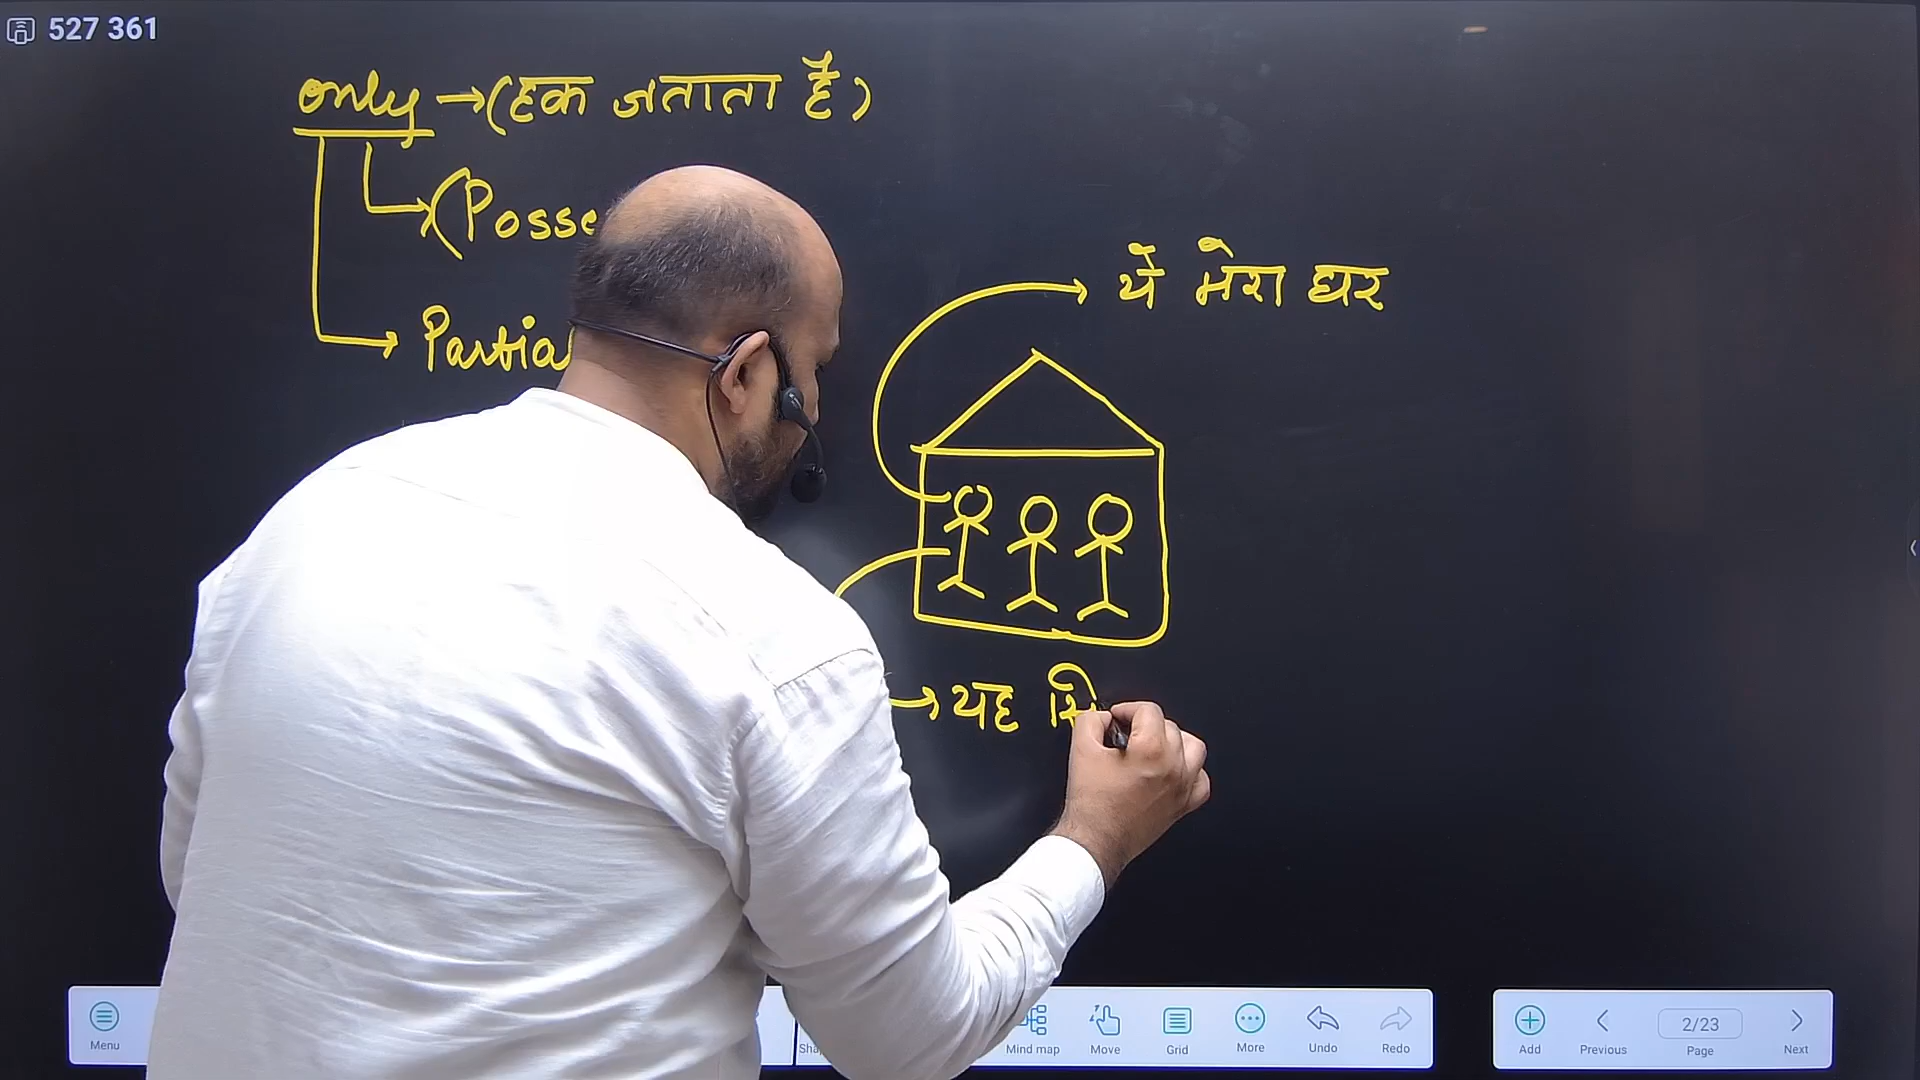 527 361
only → (हक जताता है)
(Posse
Partia
ये मेरा घर
→ यह सि
Menu
Mind map
Move
Grid
More
Undo
Redo
Add
Previous
2/23
Page
Next